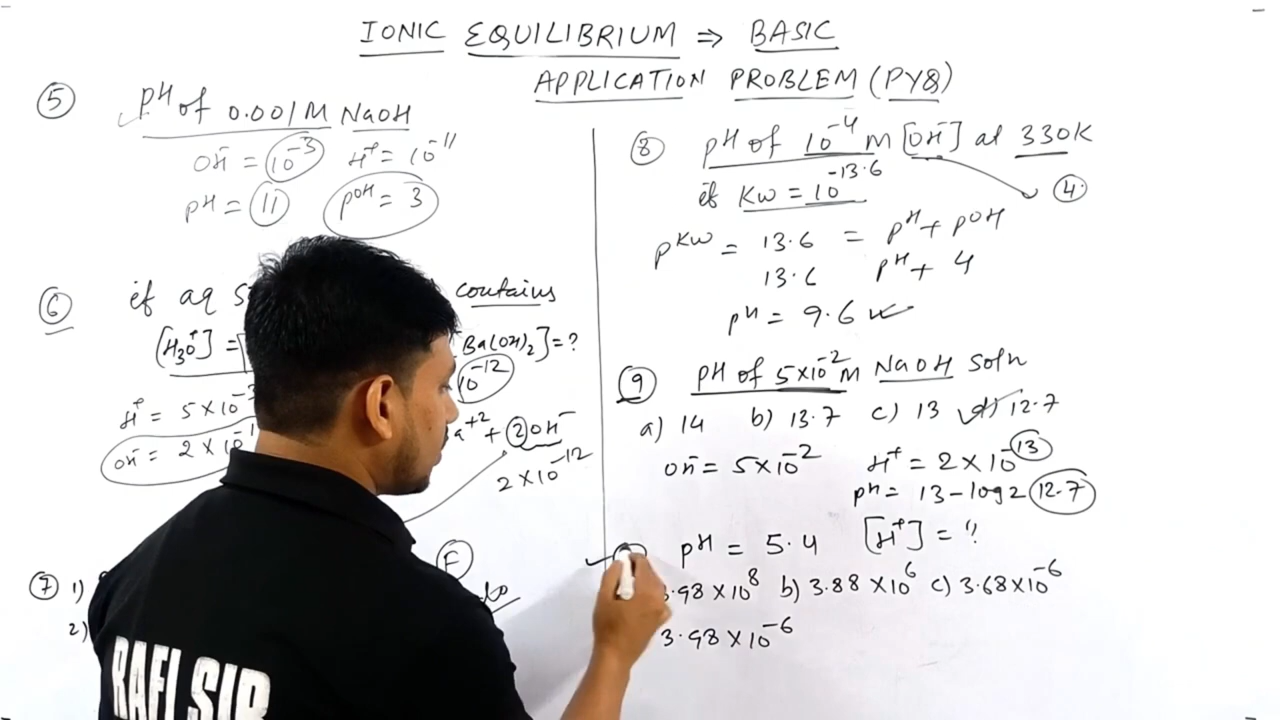 IONIC EQUILIBRIUM ⇒ BASIC
APPLICATION PROBLEM (PYQ)
⑤ pH of 0.001M NaOH
OH⁻ = 10⁻³ H⁺ = 10⁻¹¹
pH = 11 pOH = 3
⑥ if aq contains
[H₃O⁺] = Ba(OH)₂] = ?
10⁻¹²
H⁺ = 5×10
a⁺² + 2OH⁻
OH⁻ = 2×10
2×10⁻¹²
⑦ 1) F
2)
⑧ pH of 10⁻⁴ M [OH⁻] at 330K
if Kw = 10⁻¹³·⁶ ④
pKw = 13.6 = pH + pOH
13.6 pH + 4
pH = 9.6
⑨ pH of 5×10⁻² M NaOH soln
a) 14 b) 13.7 c) 13 d) 12.7
OH⁻ = 5×10⁻² H⁺ = 2×10⁻¹³
pH = 13 - log2 12.7
pH = 5.4 [H⁺] = ?
3.98×10⁸ b) 3.88×10⁶ c) 3.68×10⁻⁶
3.98×10⁻⁶
RAFI SIR